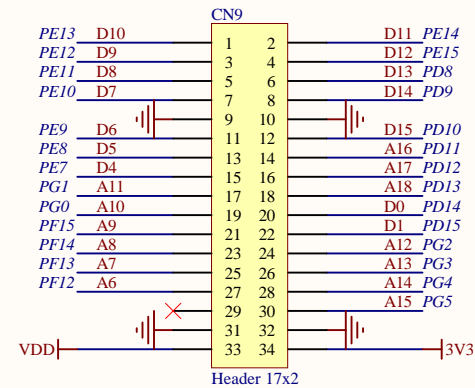 CN9
PE13 D10 1 2 D11 PE14
PE12 D9 3 4 D12 PE15
PE11 D8 5 6 D13 PD8
PE10 D7 7 8 D14 PD9
9 10
PE9 D6 11 12 D15 PD10
PE8 D5 13 14 A16 PD11
PE7 D4 15 16 A17 PD12
PG1 A11 17 18 A18 PD13
PG0 A10 19 20 D0 PD14
PF15 A9 21 22 D1 PD15
PF14 A8 23 24 A12 PG2
PF13 A7 25 26 A13 PG3
PF12 A6 27 28 A14 PG4
29 30 A15 PG5
31 32
VDD 33 34 3V3
Header 17x2